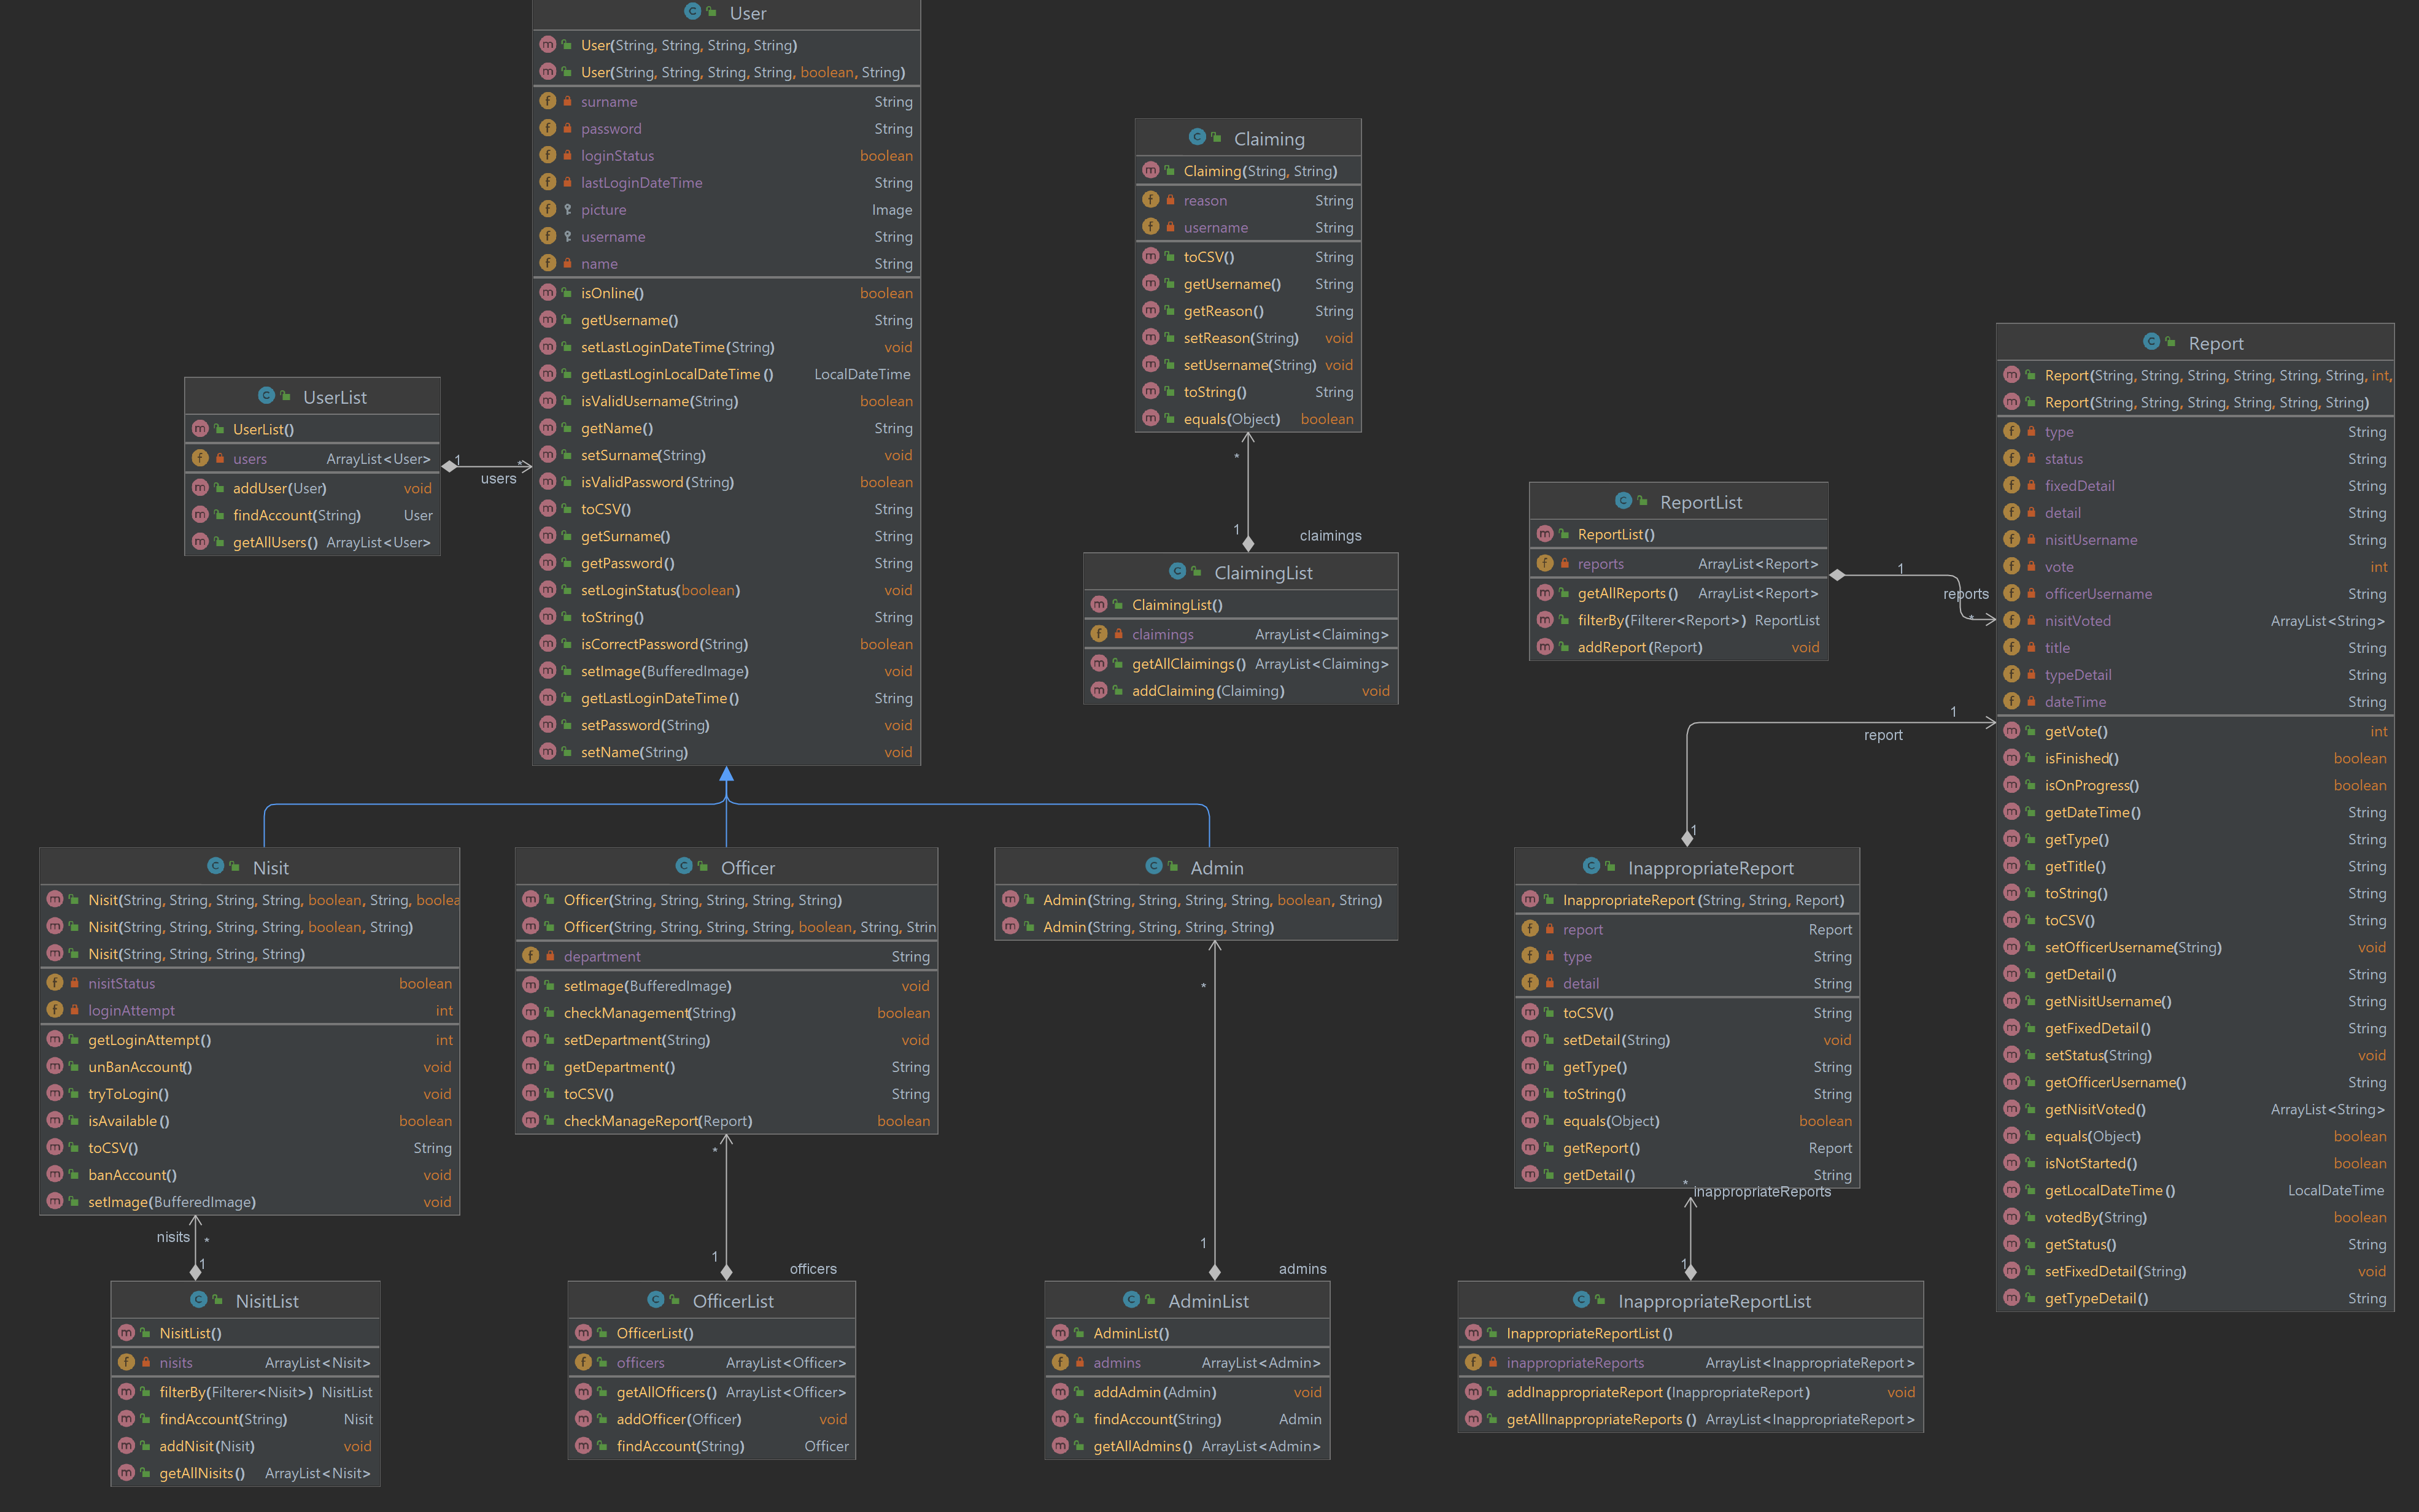 User
User(String, String, String, String)
User(String, String, String, String, boolean, String)
surname String
password String
loginStatus boolean
lastLoginDateTime String
picture Image
username String
name String
isOnline() boolean
getUsername() String
setLastLoginDateTime(String) void
getLastLoginLocalDateTime() LocalDateTime
isValidUsername(String) boolean
getName() String
setSurname(String) void
isValidPassword(String) boolean
toCSV() String
getSurname() String
getPassword() String
setLoginStatus(boolean) void
toString() String
isCorrectPassword(String) boolean
setImage(BufferedImage) void
getLastLoginDateTime() String
setPassword(String) void
setName(String) void
UserList
UserList()
users ArrayList<User>
addUser(User) void
findAccount(String) User
getAllUsers() ArrayList<User>
1 *
users
Claiming
Claiming(String, String)
reason String
username String
toCSV() String
getUsername() String
getReason() String
setReason(String) void
setUsername(String) void
toString() String
equals(Object) boolean
*
1 claimings
ClaimingList
ClaimingList()
claimings ArrayList<Claiming>
getAllClaimings() ArrayList<Claiming>
addClaiming(Claiming) void
ReportList
ReportList()
reports ArrayList<Report>
getAllReports() ArrayList<Report>
filterBy(Filterer<Report>) ReportList
addReport(Report) void
1
reports
*
Report
Report(String, String, String, String, String, String, int,
Report(String, String, String, String, String, String)
type String
status String
fixedDetail String
detail String
nisitUsername String
vote int
officerUsername String
nisitVoted ArrayList<String>
title String
typeDetail String
dateTime String
getVote() int
isFinished() boolean
isOnProgress() boolean
getDateTime() String
getType() String
getTitle() String
toString() String
toCSV() String
setOfficerUsername(String) void
getDetail() String
getNisitUsername() String
getFixedDetail() String
setStatus(String) void
getOfficerUsername() String
getNisitVoted() ArrayList<String>
equals(Object) boolean
isNotStarted() boolean
getLocalDateTime() LocalDateTime
votedBy(String) boolean
getStatus() String
setFixedDetail(String) void
getTypeDetail() String
1
report
1
Nisit
Nisit(String, String, String, String, boolean, String, boolea
Nisit(String, String, String, String, boolean, String)
Nisit(String, String, String, String)
nisitStatus boolean
loginAttempt int
getLoginAttempt() int
unBanAccount() void
tryToLogin() void
isAvailable() boolean
toCSV() String
banAccount() void
setImage(BufferedImage) void
nisits *
1
NisitList
NisitList()
nisits ArrayList<Nisit>
filterBy(Filterer<Nisit>) NisitList
findAccount(String) Nisit
addNisit(Nisit) void
getAllNisits() ArrayList<Nisit>
Officer
Officer(String, String, String, String, String)
Officer(String, String, String, String, boolean, String, Strin
department String
setImage(BufferedImage) void
checkManagement(String) boolean
setDepartment(String) void
getDepartment() String
toCSV() String
checkManageReport(Report) boolean
*
1
officers
OfficerList
OfficerList()
officers ArrayList<Officer>
getAllOfficers() ArrayList<Officer>
addOfficer(Officer) void
findAccount(String) Officer
Admin
Admin(String, String, String, String, boolean, String)
Admin(String, String, String, String)
*
1
admins
AdminList
AdminList()
admins ArrayList<Admin>
addAdmin(Admin) void
findAccount(String) Admin
getAllAdmins() ArrayList<Admin>
InappropriateReport
InappropriateReport(String, String, Report)
report Report
type String
detail String
toCSV() String
setDetail(String) void
getType() String
toString() String
equals(Object) boolean
getReport() Report
getDetail() String
* inappropriateReports
1
InappropriateReportList
InappropriateReportList()
inappropriateReports ArrayList<InappropriateReport>
addInappropriateReport(InappropriateReport) void
getAllInappropriateReports() ArrayList<InappropriateReport>